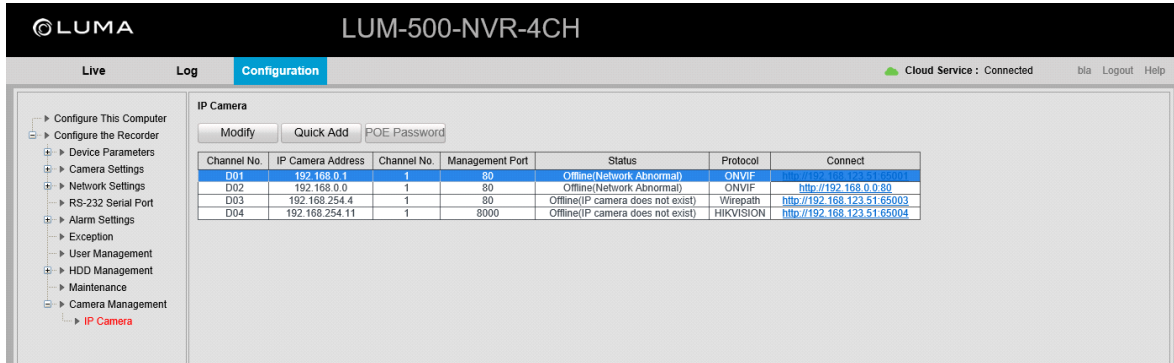 LUMA
LUM-500-NVR-4CH
Live Log Configuration Cloud Service : Connected bla Logout Help
Configure This Computer
Configure the Recorder
Device Parameters
Camera Settings
Network Settings
RS-232 Serial Port
Alarm Settings
Exception
User Management
HDD Management
Maintenance
Camera Management
IP Camera
IP Camera
Modify Quick Add POE Password
Channel No. IP Camera Address Channel No. Management Port Status Protocol Connect
D01 192.168.0.1 1 80 Offline(Network Abnormal) ONVIF http://192.168.123.51:65001
D02 192.168.0.0 1 80 Offline(Network Abnormal) ONVIF http://192.168.0.0:80
D03 192.168.254.4 1 80 Offline(IP camera does not exist) Wirepath http://192.168.123.51:65003
D04 192.168.254.11 1 8000 Offline(IP camera does not exist) HIKVISION http://192.168.123.51:65004